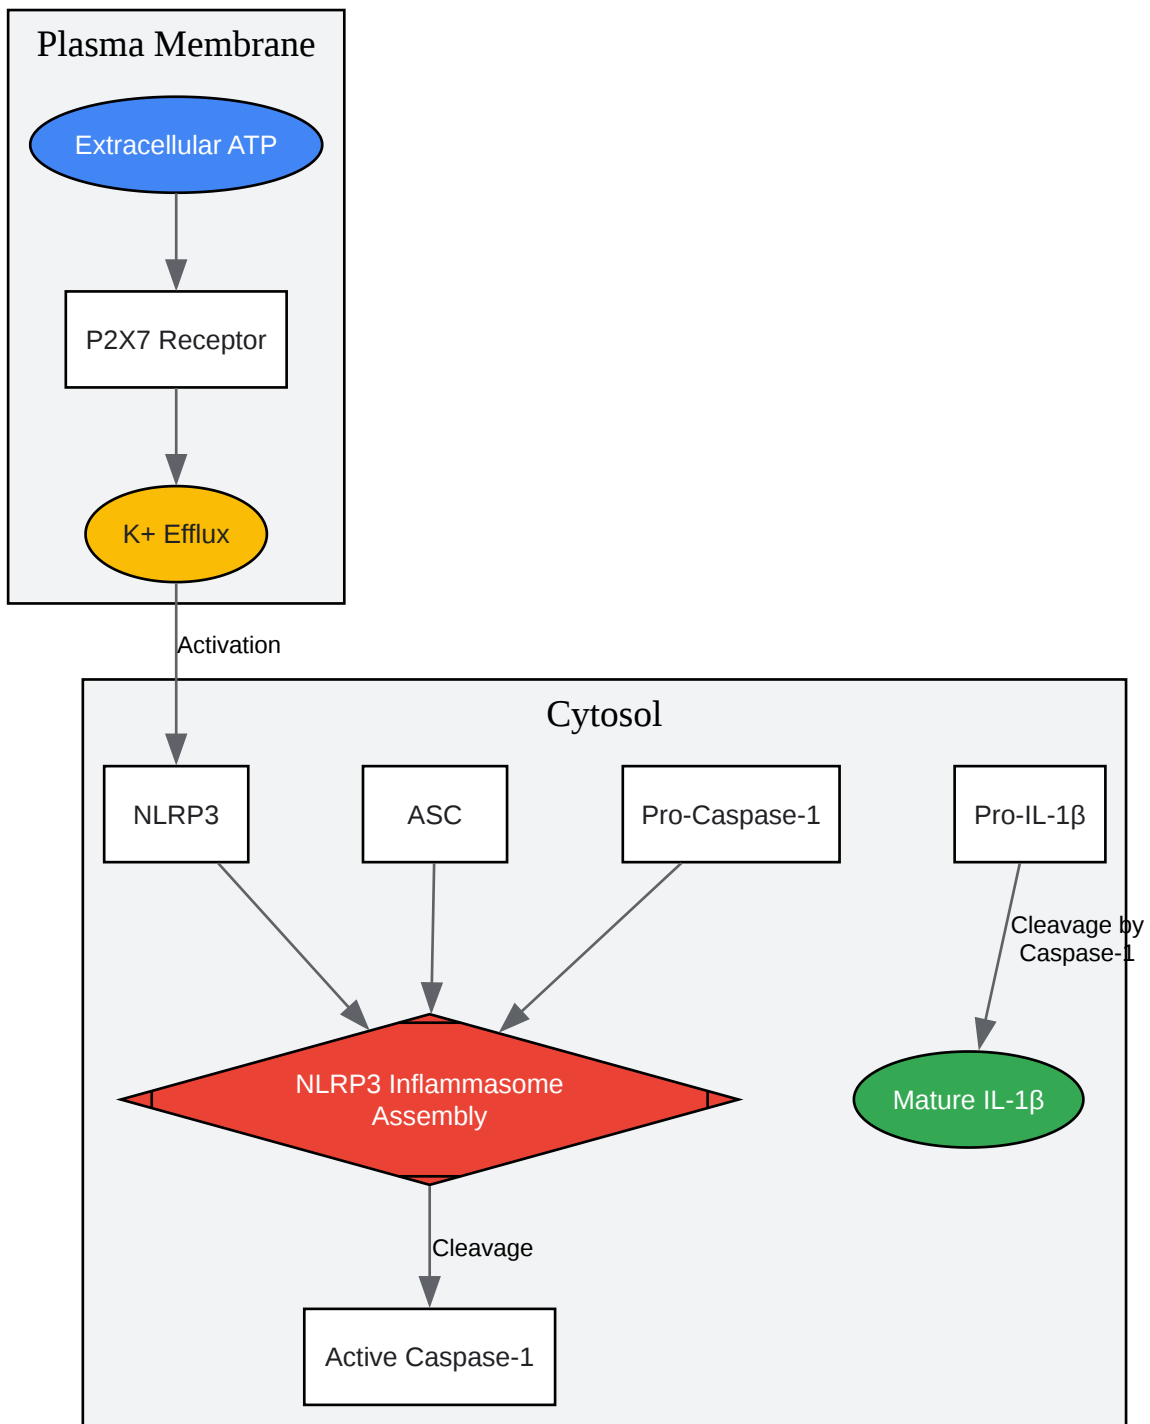 Plasma Membrane
Extracellular ATP
P2X7 Receptor
K+ Efflux
Activation
Cytosol
NLRP3
ASC
Pro-Caspase-1
Pro-IL-1β
Cleavage by
Caspase-1
NLRP3 Inflammasome
Assembly
Mature IL-1β
Cleavage
Active Caspase-1